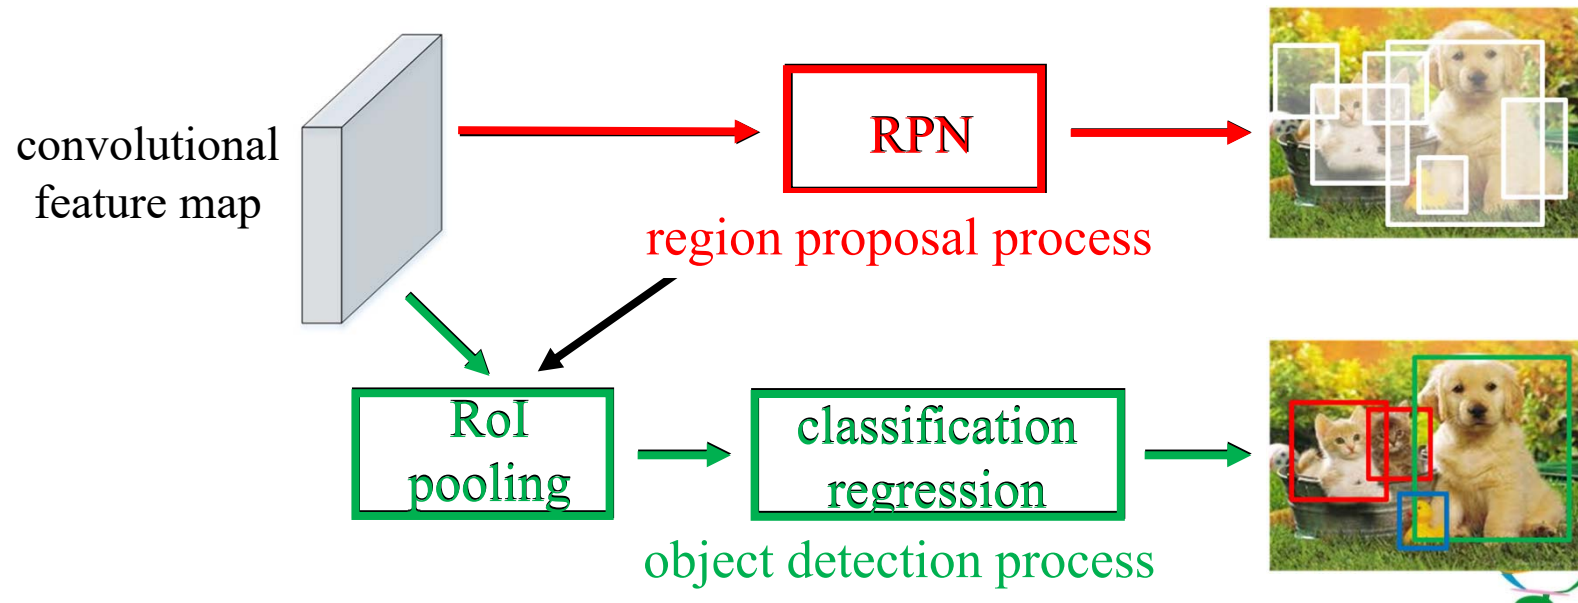 convolutional
feature map
RPN
region proposal process
RoI
pooling
classification
regression
object detection process